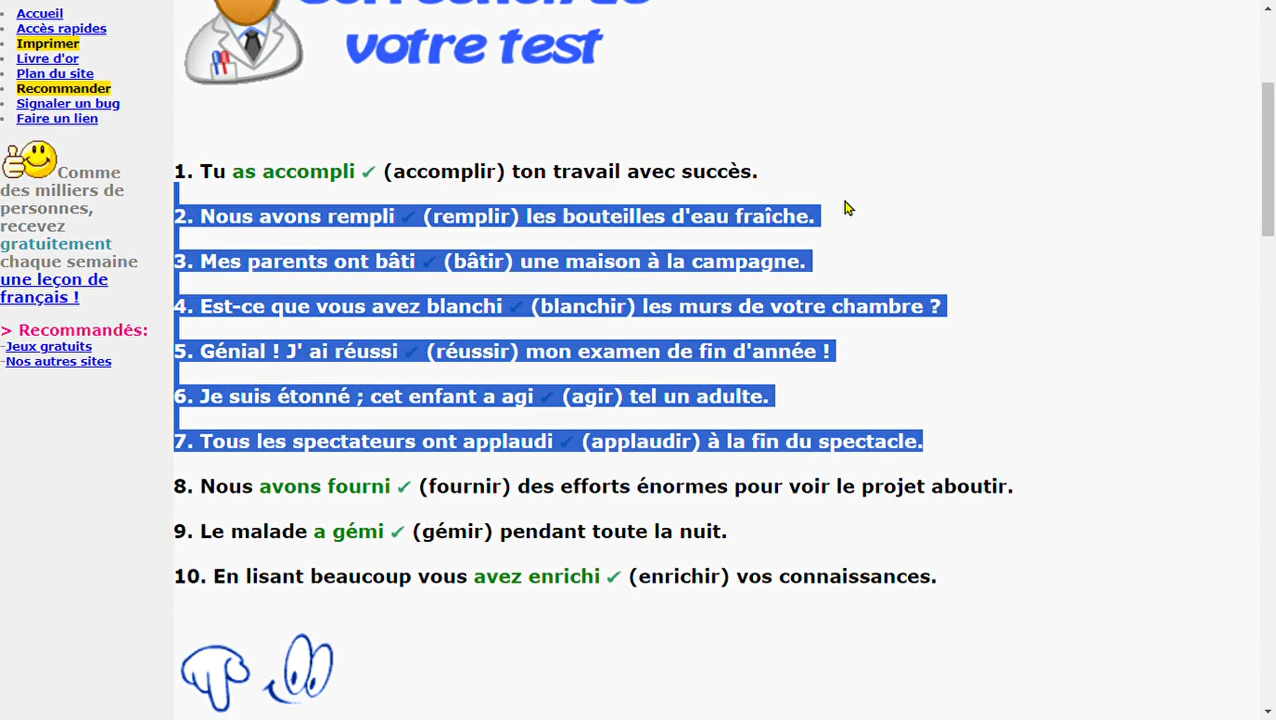 Accueil
Accès rapides
Imprimer
Livre d'or
Plan du site
Recommander
Signaler un bug
Faire un lien
Comme
des milliers de
personnes,
recevez
gratuitement
chaque semaine
une leçon de
français !
> Recommandés:
-Jeux gratuits
-Nos autres sites
votre test
1. Tu as accompli ✓ (accomplir) ton travail avec succès.
2. Nous avons rempli ✓ (remplir) les bouteilles d'eau fraîche.
3. Mes parents ont bâti ✓ (bâtir) une maison à la campagne.
4. Est-ce que vous avez blanchi ✓ (blanchir) les murs de votre chambre ?
5. Génial ! J' ai réussi ✓ (réussir) mon examen de fin d'année !
6. Je suis étonné ; cet enfant a agi ✓ (agir) tel un adulte.
7. Tous les spectateurs ont applaudi ✓ (applaudir) à la fin du spectacle.
8. Nous avons fourni ✓ (fournir) des efforts énormes pour voir le projet aboutir.
9. Le malade a gémi ✓ (gémir) pendant toute la nuit.
10. En lisant beaucoup vous avez enrichi ✓ (enrichir) vos connaissances.